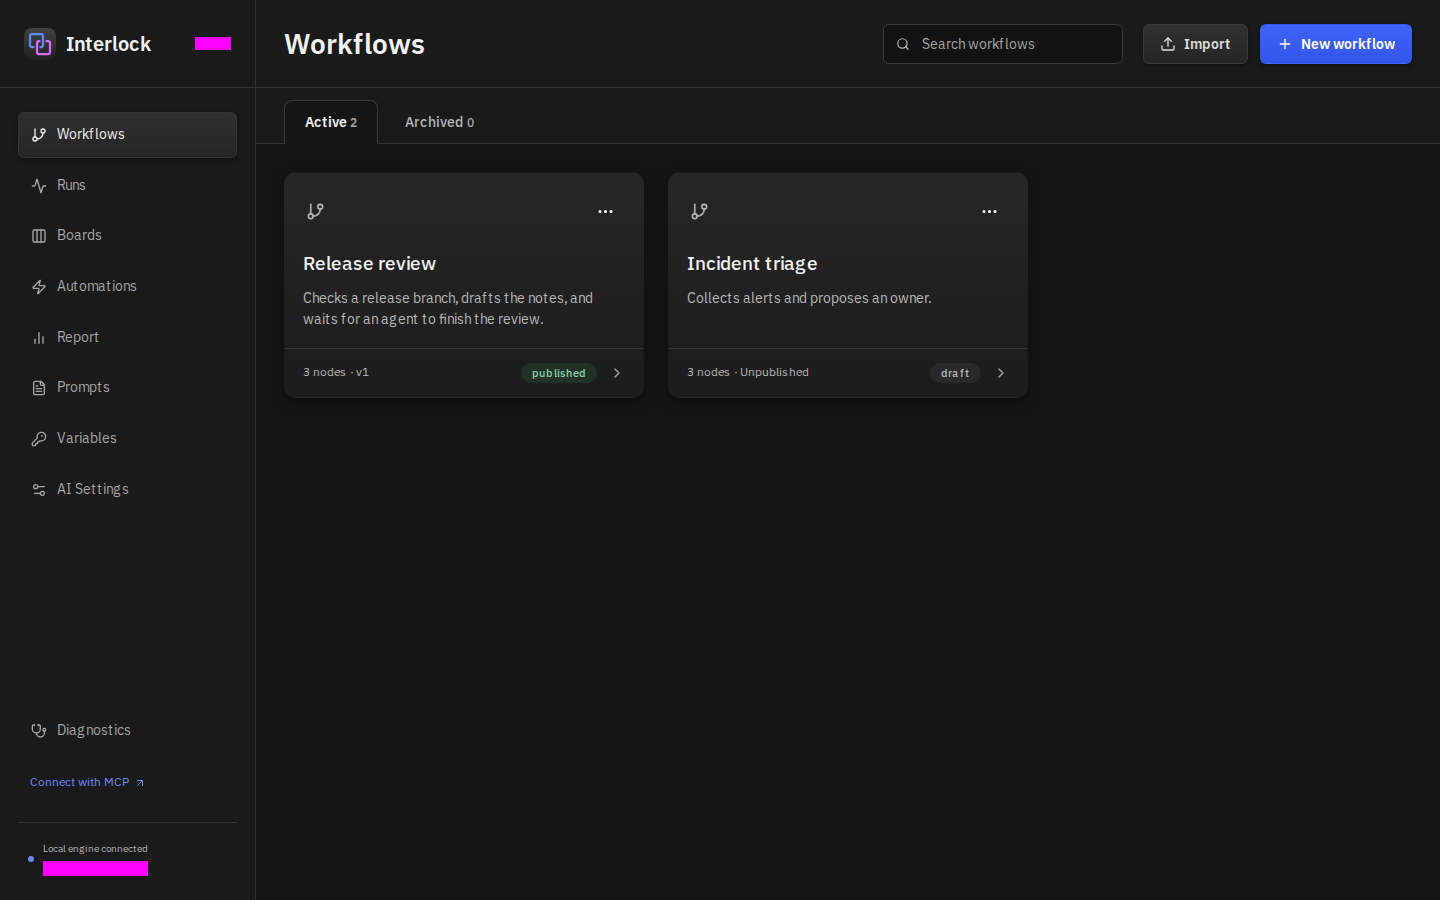 Interlock
Workflows
Search workflows
Import
New workflow
Workflows
Runs
Boards
Automations
Report
Prompts
Variables
AI Settings
Diagnostics
Connect with MCP
Local engine connected
Active 2
Archived 0
Release review
Checks a release branch, drafts the notes, and
waits for an agent to finish the review.
3 nodes · v1
published
Incident triage
Collects alerts and proposes an owner.
3 nodes · Unpublished
draft